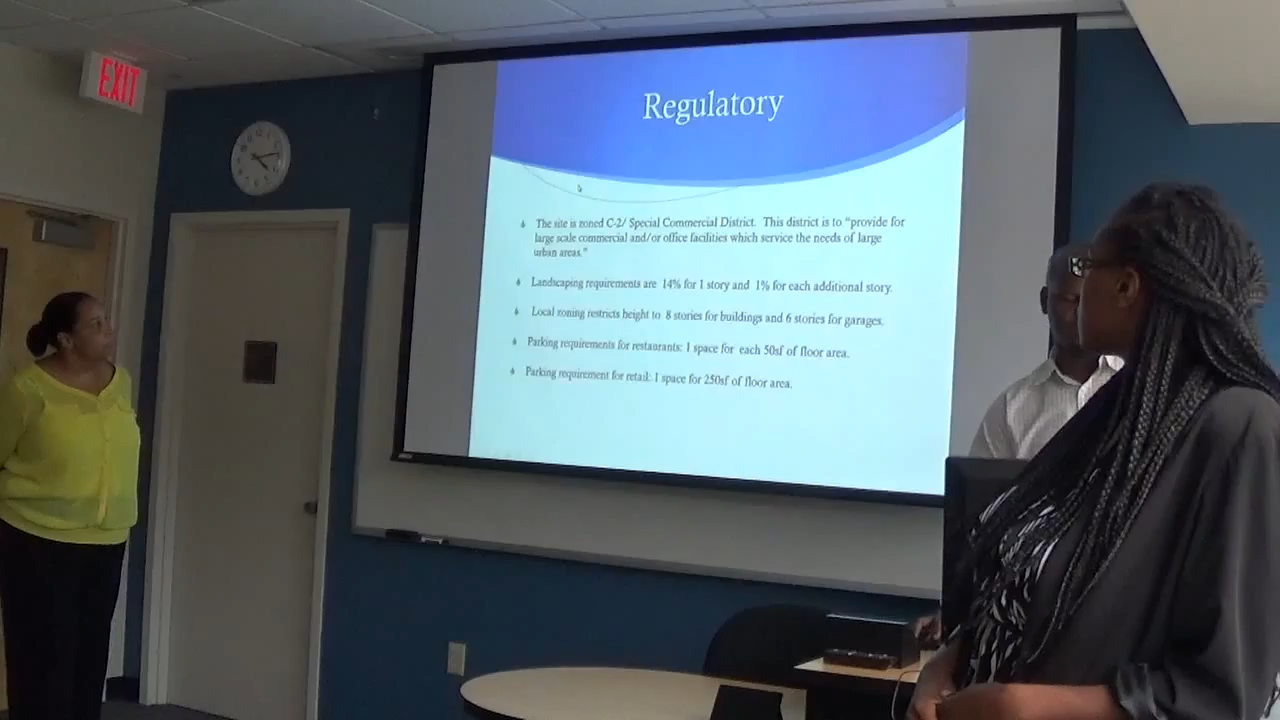 EXIT
Regulatory
The site is zoned C-2/ Special Commercial District. This district is to “provide for
large scale commercial and/or office facilities which service the needs of large
urban areas.”
Landscaping requirements are 14% for 1 story and 1% for each additional story.
Local zoning restricts height to 8 stories for buildings and 6 stories for garages.
Parking requirements for restaurants: 1 space for each 50sf of floor area.
Parking requirement for retail: 1 space for 250sf of floor area.